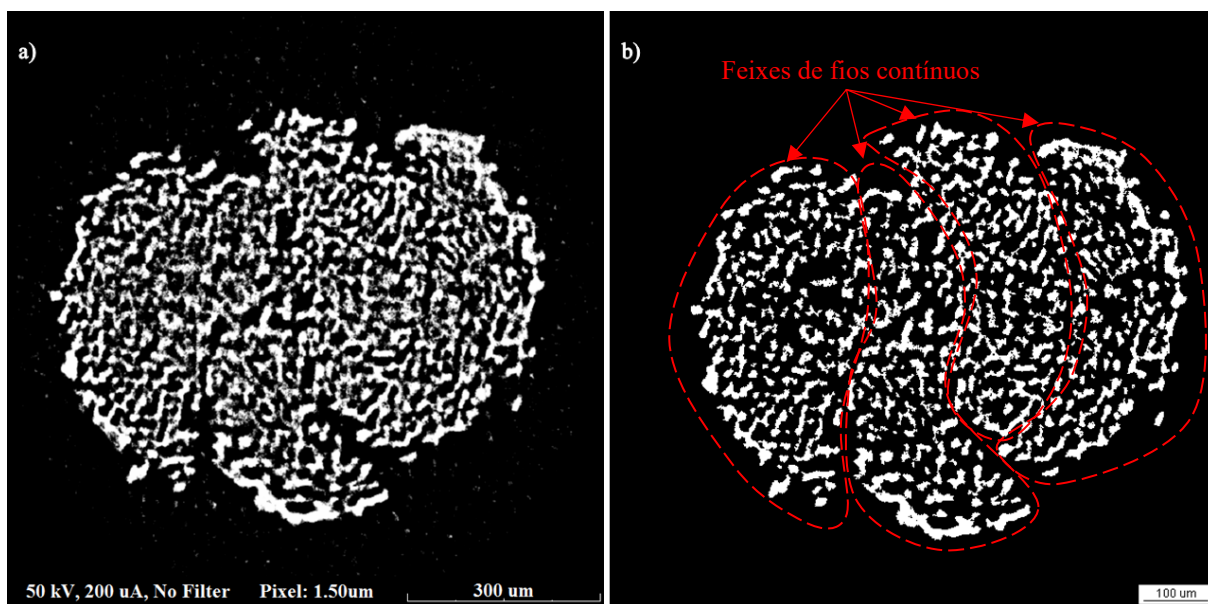 a)
50 kV, 200 uA, No Filter Pixel: 1.50um 300 um
b)
Feixes de fios contínuos
100 um